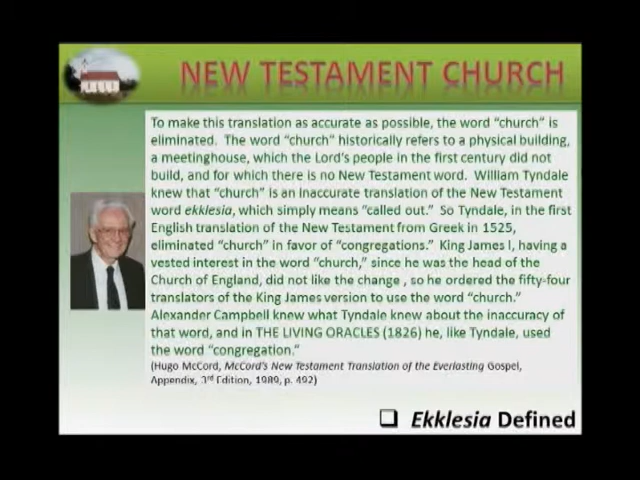 NEW TESTAMENT CHURCH
To make this translation as accurate as possible, the word “church” is
eliminated. The word “church” historically refers to a physical building,
a meetinghouse, which the Lord’s people in the first century did not
build, and for which there is no New Testament word. William Tyndale
knew that “church” is an inaccurate translation of the New Testament
word ekklesia, which simply means “called out.” So Tyndale, in the first
English translation of the New Testament from Greek in 1525,
eliminated “church” in favor of “congregations.” King James I, having a
vested interest in the word “church,” since he was the head of the
Church of England, did not like the change , so he ordered the fifty-four
translators of the King James version to use the word “church.”
Alexander Campbell knew what Tyndale knew about the inaccuracy of
that word, and in THE LIVING ORACLES (1826) he, like Tyndale, used
the word “congregation.”
(Hugo McCord, McCord’s New Testament Translation of the Everlasting Gospel,
Appendix, 3rd Edition, 1989, p. 492)
Ekklesia Defined